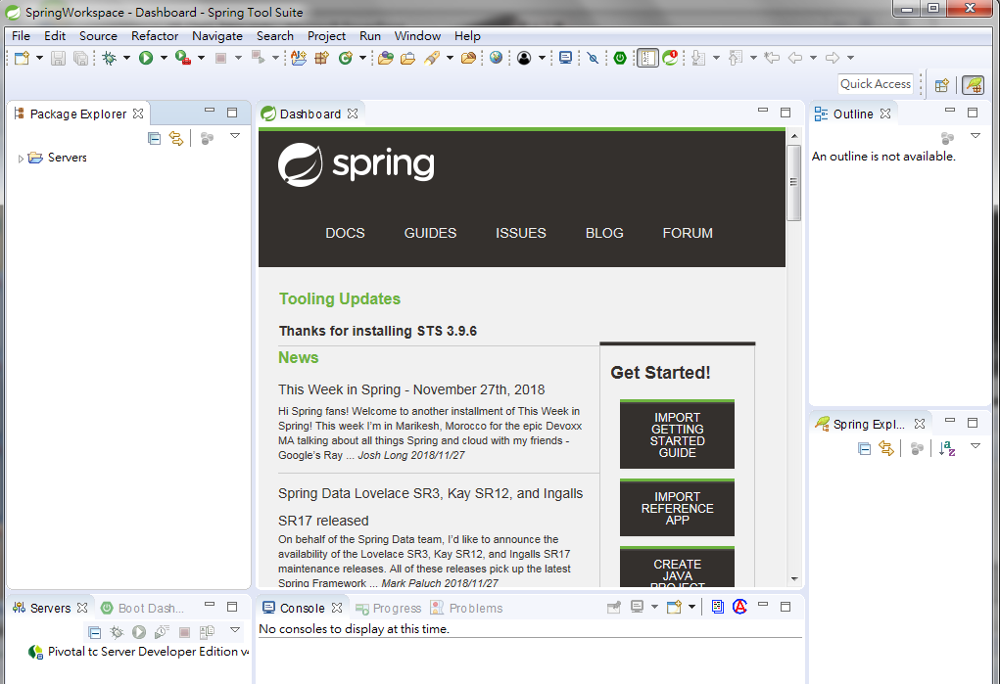 SpringWorkspace - Dashboard - Spring Tool Suite
File Edit Source Refactor Navigate Search Project Run Window Help
Quick Access
Package Explorer
Servers
Dashboard
spring
DOCS GUIDES ISSUES BLOG FORUM
Tooling Updates
Thanks for installing STS 3.9.6
News
This Week in Spring - November 27th, 2018
Hi Spring fans! Welcome to another installment of This Week in
Spring! This week I'm in Marikesh, Morocco for the epic Devoxx
MA talking about all things Spring and cloud with my friends -
Google's Ray ... Josh Long 2018/11/27
Spring Data Lovelace SR3, Kay SR12, and Ingalls
SR17 released
On behalf of the Spring Data team, I'd like to announce the
availability of the Lovelace SR3, Kay SR12, and Ingalls SR17
maintenance releases. All of these releases pick up the latest
Spring Framework ... Mark Paluch 2018/11/27
Get Started!
IMPORT
GETTING
STARTED
GUIDE
IMPORT
REFERENCE
APP
CREATE
JAVA
PROJECT
Outline
An outline is not available.
Spring Expl...
Servers Boot Dash...
Pivotal tc Server Developer Edition v4
Console Progress Problems
No consoles to display at this time.